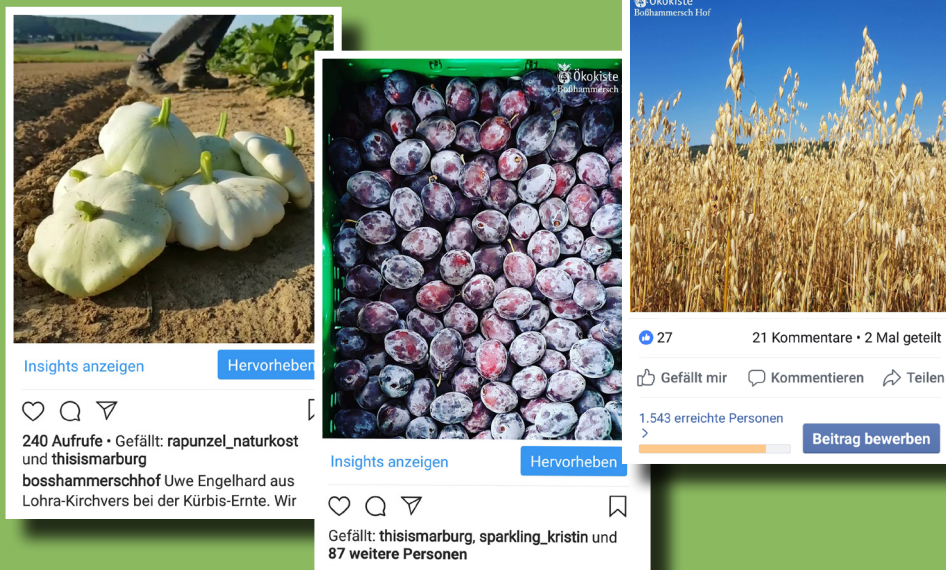 Insights anzeigen
Hervorheben
240 Aufrufe • Gefällt: rapunzel_naturkost
und thisismarburg
bosshammerschhof Uwe Engelhard aus
Lohra-Kirchvers bei der Kürbis-Ernte. Wir
Ökokiste
Boßhammersch
Insights anzeigen
Hervorheben
Gefällt: thisismarburg, sparkling_kristin und
87 weitere Personen
Ökokiste
Boßhammersch Hof
27
21 Kommentare • 2 Mal geteilt
Gefällt mir
Kommentieren
Teilen
1.543 erreichte Personen
>
Beitrag bewerben